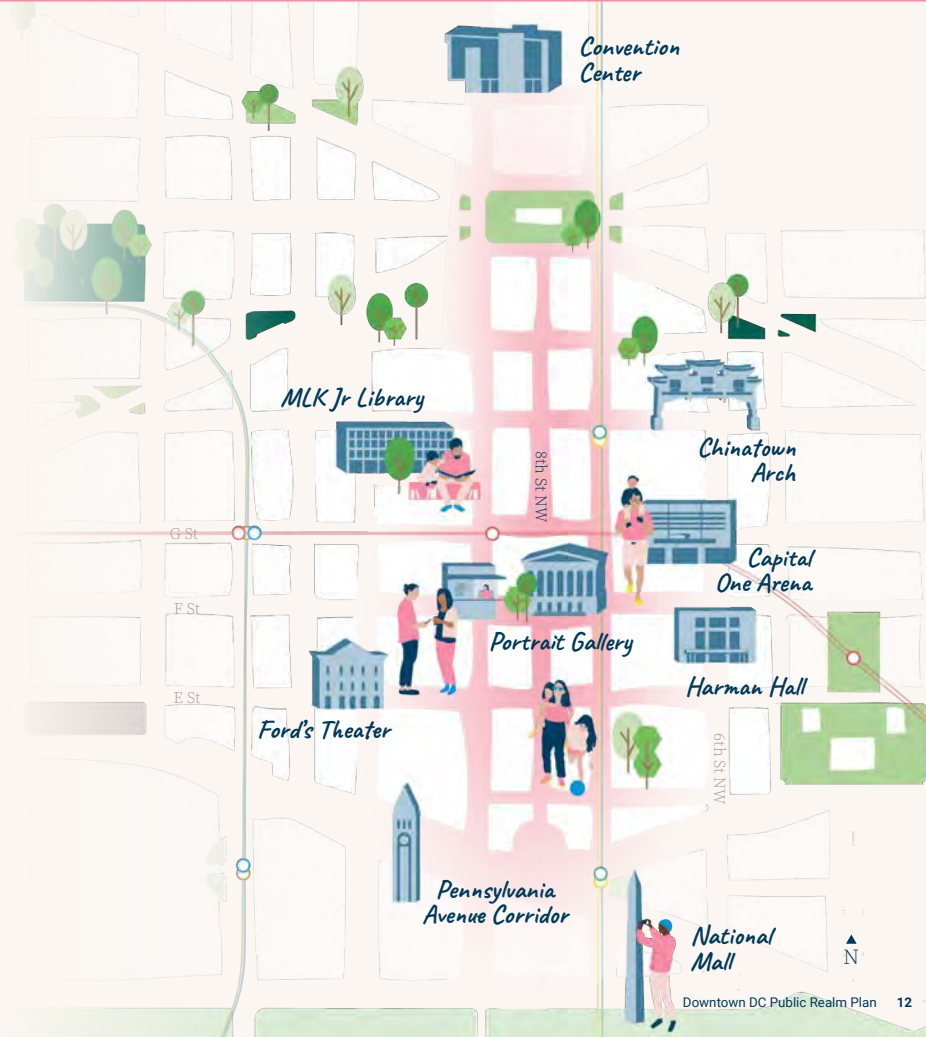 Convention
Center
MLK Jr Library
Chinatown
Arch
8th St NW
G St
Capital
One Arena
F St
Portrait Gallery
Harman Hall
E St
Ford's Theater
6th St NW
Pennsylvania
Avenue Corridor
National
Mall
N
Downtown DC Public Realm Plan 12